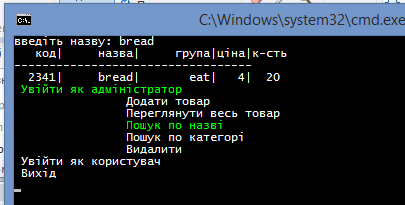 C:\Windows\system32\cmd.exe
введіть назву: bread
код| назва| група|ціна|к-сть
---------------------------------------
2341| bread| eat| 4| 20
Увійти як адміністратор
Додати товар
Переглянути весь товар
Пошук по назві
Пошук по категорі
Видалити
Увійти як користувач
Вихід